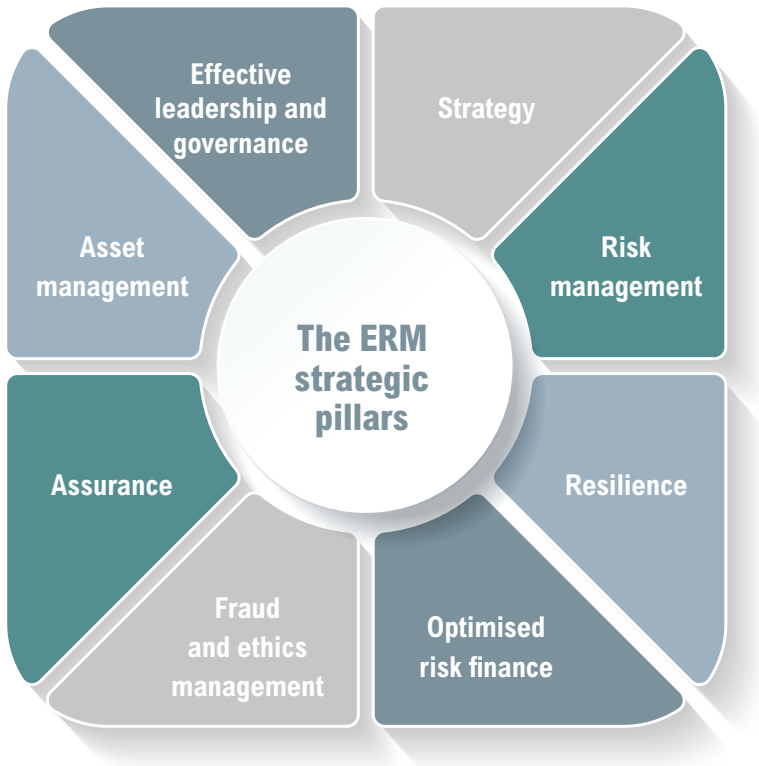 Effective
leadership and
governance
Strategy
Asset
management
Risk
management
The ERM
strategic
pillars
Assurance
Resilience
Fraud
and ethics
management
Optimised
risk finance